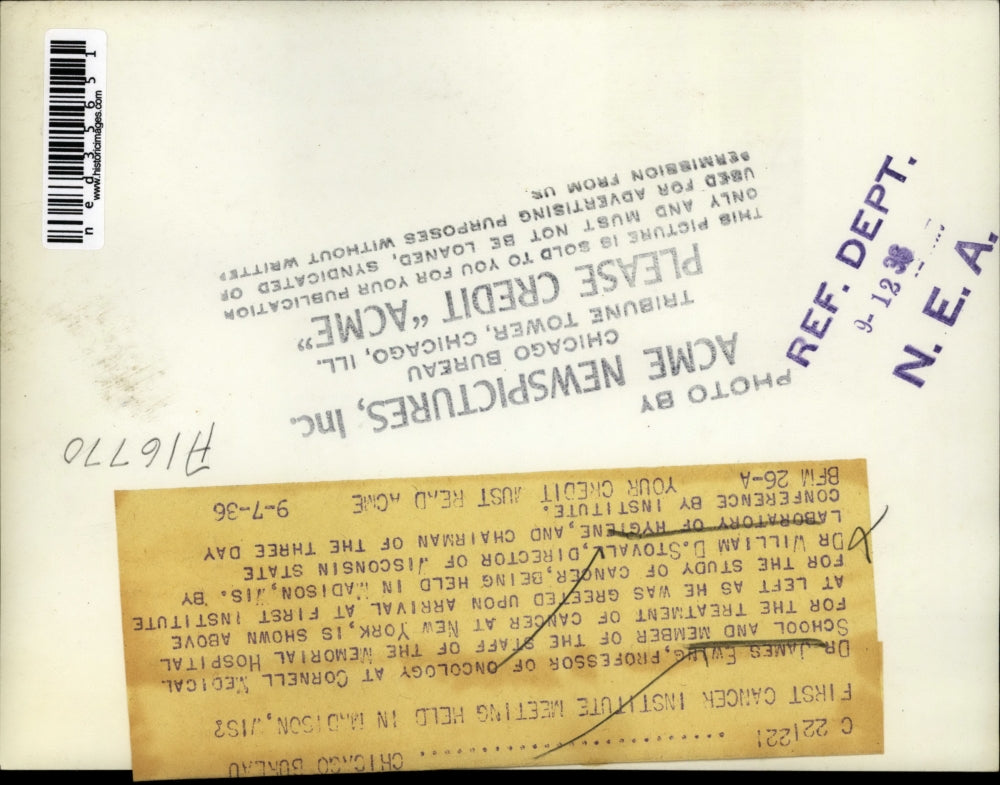 n e d 3 5 6 5 1
www.historicimages.com
REF. DEPT.
9-12 36
N. E. A.
PHOTO BY
ACME NEWSPICTURES, Inc.
CHICAGO BUREAU
TRIBUNE TOWER, CHICAGO, ILL.
PLEASE CREDIT "ACME"
THIS PICTURE IS SOLD TO YOU FOR YOUR PUBLICATION
ONLY AND MUST NOT BE LOANED, SYNDICATED OR
USED FOR ADVERTISING PURPOSES WITHOUT WRITTE
PERMISSION FROM US
A16770
C 221221 .......................... CHICAGO BUREAU
FIRST CANCER INSTITUTE MEETING HELD IN MADISON,WIS?
DR JAMES EWING,PROFESSOR OF ONCOLOGY AT CORNELL MEDICAL
SCHOOL AND MEMBER OF THE STAFF OF THE MEMORIAL HOSPITAL
FOR THE TREATMENT OF CANCER AT NEW YORK,IS SHOWN ABOVE
AT LEFT AS HE WAS GREETED UPON ARRIVAL AT FIRST INSTITUTE
FOR THE STUDY OF CANCER,BEING HELD IN MADISON,WIS. BY
DR WILLIAM D.STOVALL,DIRECTOR OF WISCONSIN STATE
LABORATORY OF HYGIENE,AND CHAIRMAN OF THE THREE DAY
CONFERENCE BY INSTITUTE.
BFM 26-A YOUR CREDIT MUST READ ACME 9-7-36